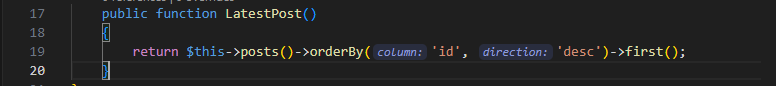 17 public function LatestPost()
18 {
19 return $this->posts()->orderBy(column: 'id', direction: 'desc')->first();
20 }